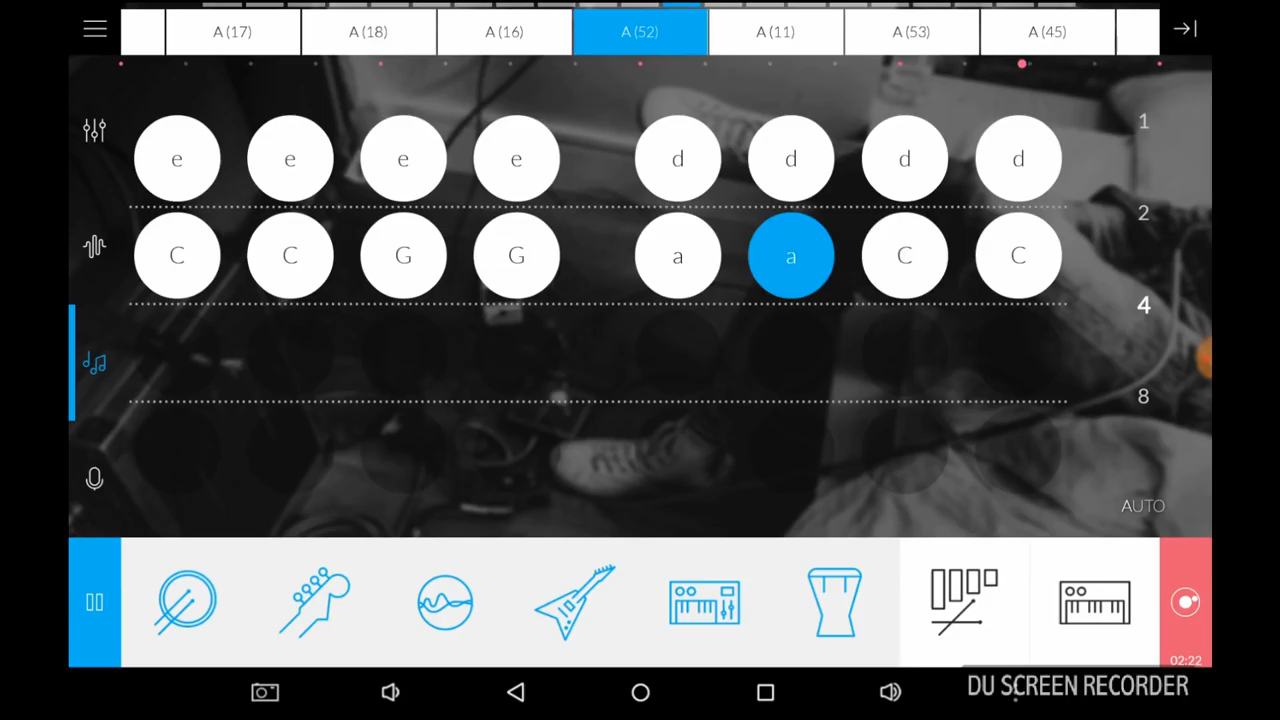 A (17) A (18) A (16) A (52) A (11) A (53) A (45)
1
e e e e d d d d
2
C C G G a a C C
4
8
AUTO
02:22
DU SCREEN RECORDER